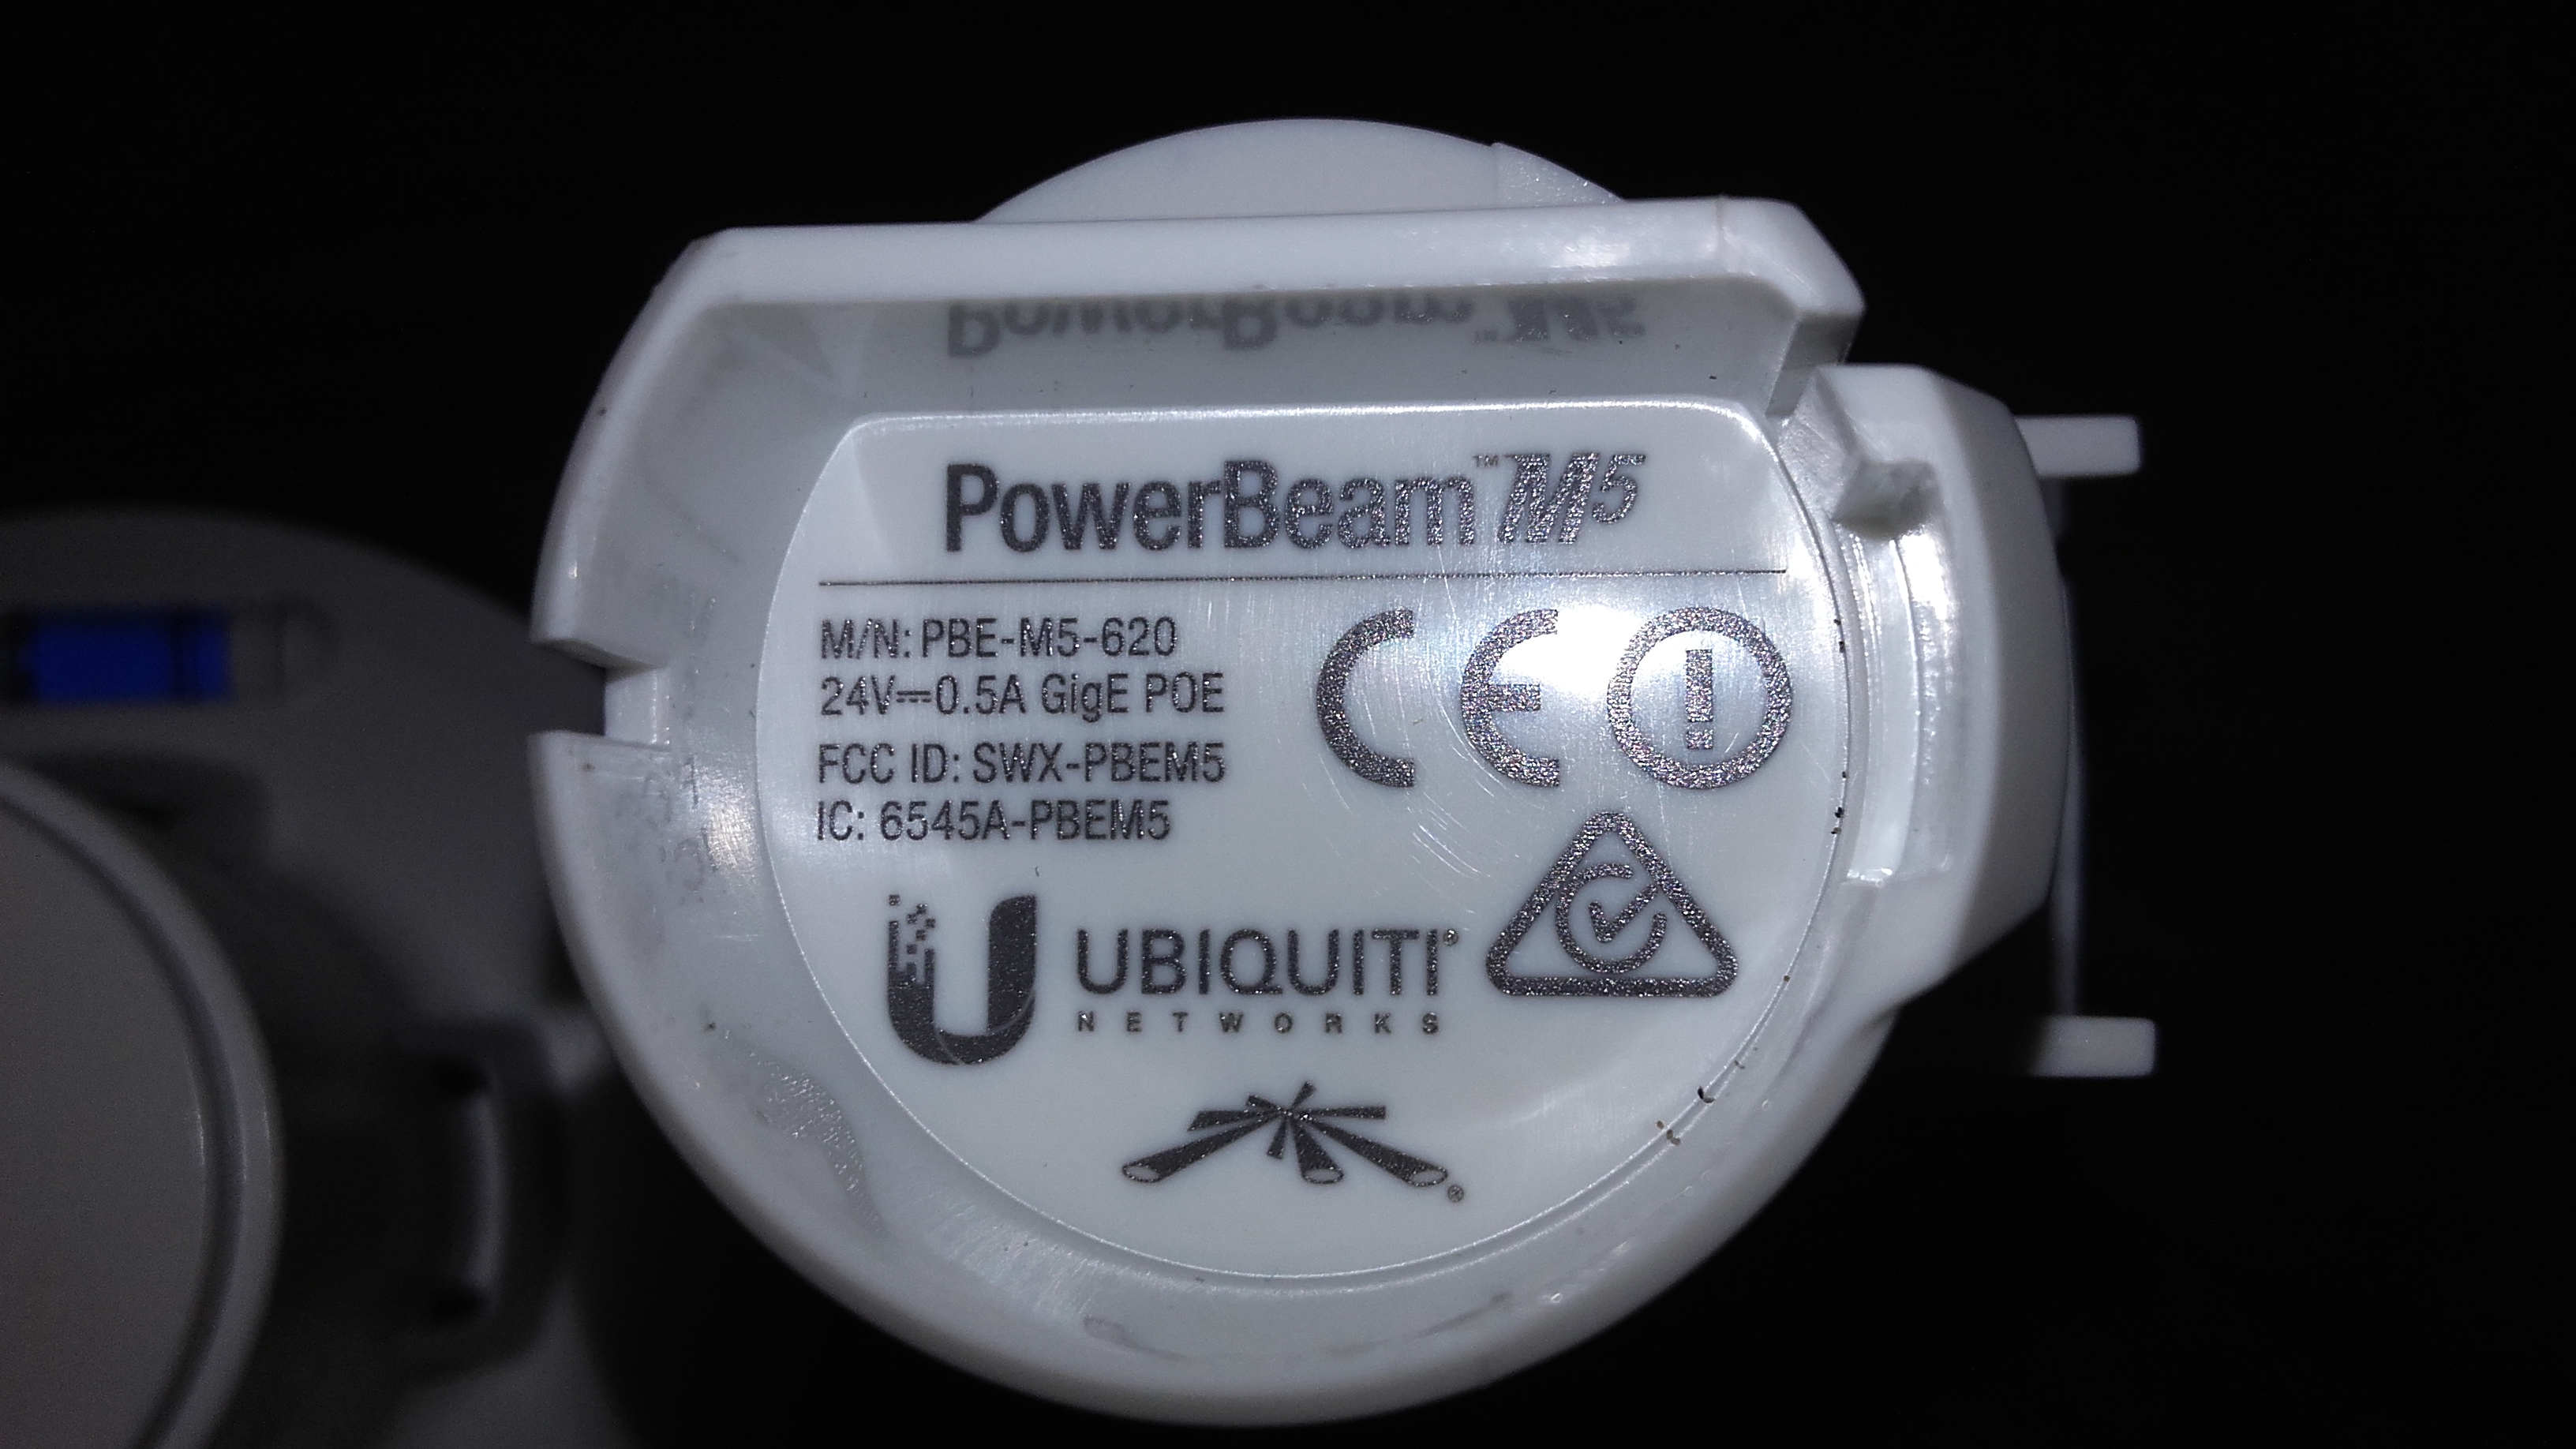 PowerBeam™ M5
M/N: PBE-M5-620
24V⎓0.5A GigE POE
FCC ID: SWX-PBEM5
IC: 6545A-PBEM5
CE
UBIQUITI®
NETWORKS
®